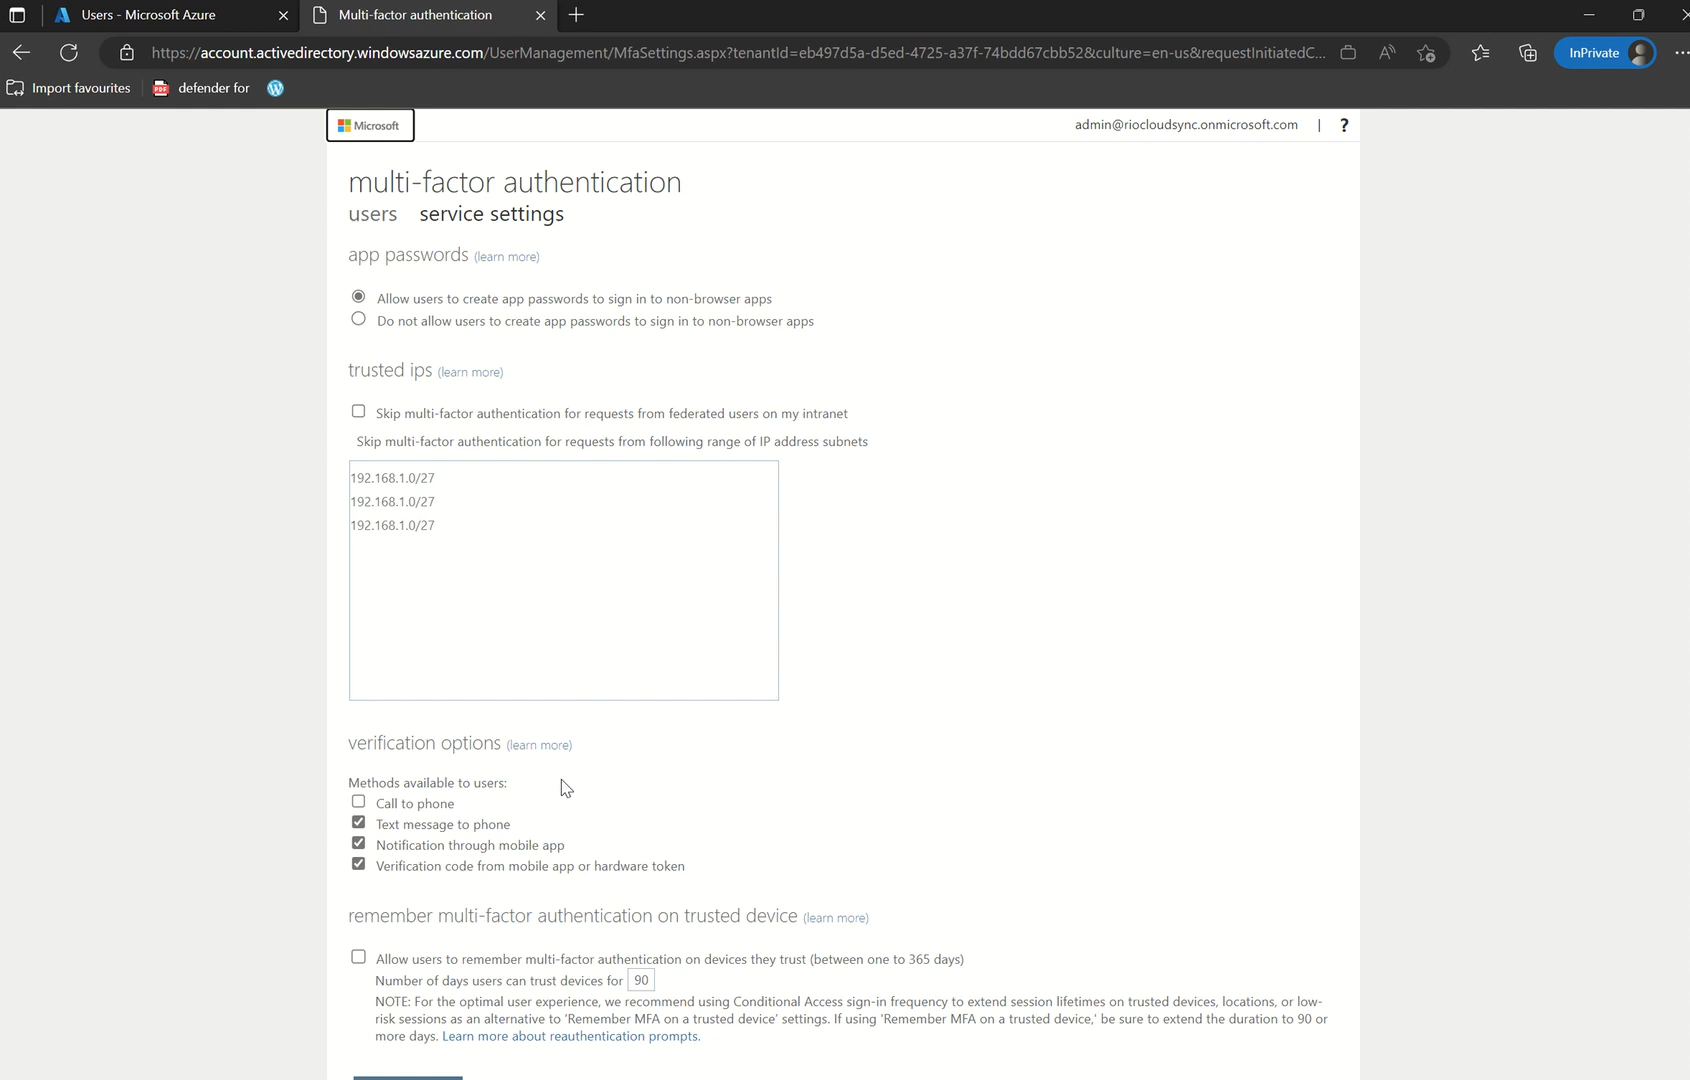 Users - Microsoft Azure
Multi-factor authentication
https://account.activedirectory.windowsazure.com/UserManagement/MfaSettings.aspx?tenantId=eb497d5a-d5ed-4725-a37f-74bdd67cbb52&culture=en-us&requestInitiatedC...
InPrivate
Import favourites
PDF
defender for
Microsoft
admin@riocloudsync.onmicrosoft.com | ?
multi-factor authentication
users service settings
app passwords (learn more)
Allow users to create app passwords to sign in to non-browser apps
Do not allow users to create app passwords to sign in to non-browser apps
trusted ips (learn more)
Skip multi-factor authentication for requests from federated users on my intranet
Skip multi-factor authentication for requests from following range of IP address subnets
192.168.1.0/27
192.168.1.0/27
192.168.1.0/27
verification options (learn more)
Methods available to users:
Call to phone
Text message to phone
Notification through mobile app
Verification code from mobile app or hardware token
remember multi-factor authentication on trusted device (learn more)
Allow users to remember multi-factor authentication on devices they trust (between one to 365 days)
Number of days users can trust devices for 90
NOTE: For the optimal user experience, we recommend using Conditional Access sign-in frequency to extend session lifetimes on trusted devices, locations, or low-
risk sessions as an alternative to 'Remember MFA on a trusted device' settings. If using 'Remember MFA on a trusted device,' be sure to extend the duration to 90 or
more days. Learn more about reauthentication prompts.